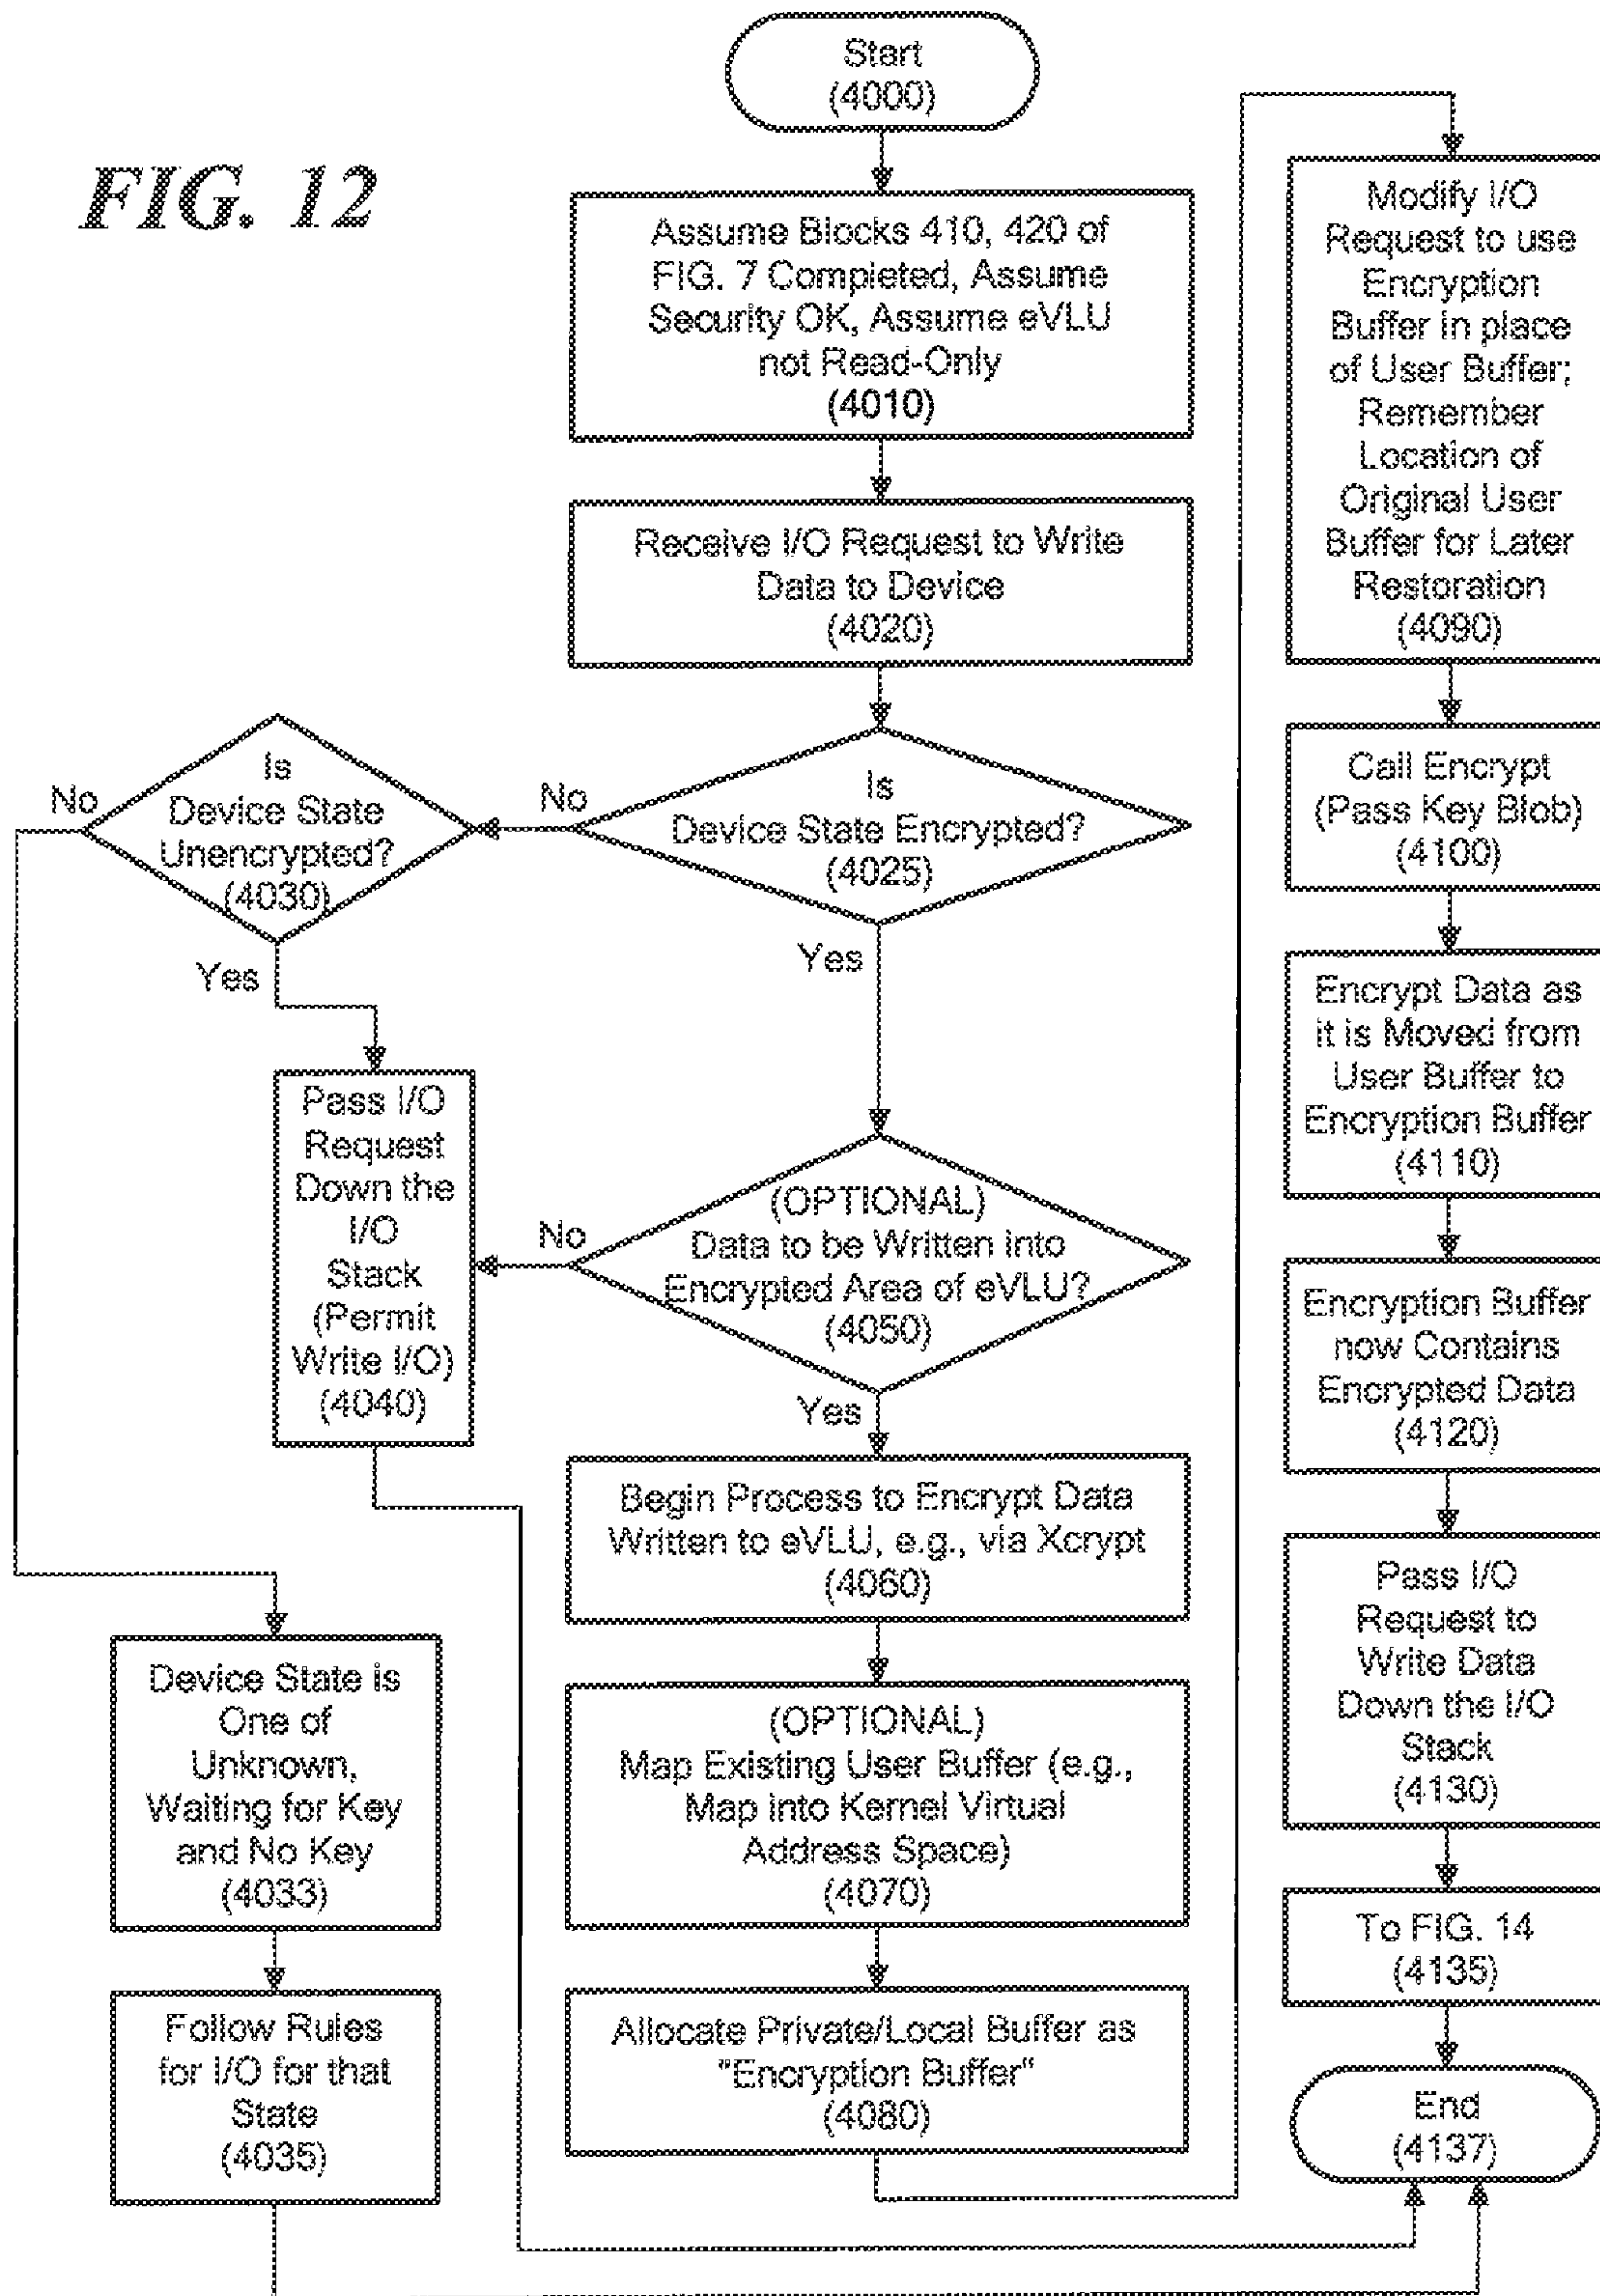 FIG. 12
Start
(4000)
Assume Blocks 410, 420 of
FIG. 7 Completed, Assume
Security OK, Assume eVLU
not Read-Only
(4010)
Receive I/O Request to Write
Data to Device
(4020)
Is
Device State Encrypted?
(4025)
No
Yes
Is
Device State
Unencrypted?
(4030)
No
Yes
Pass I/O
Request
Down the
I/O
Stack
(Permit
Write I/O)
(4040)
Device State is
One of
Unknown,
Waiting for Key
and No Key
(4033)
Follow Rules
for I/O for that
State
(4035)
(OPTIONAL)
Data to be Written into
Encrypted Area of eVLU?
(4050)
No
Yes
Begin Process to Encrypt Data
Written to eVLU, e.g., via Xcrypt
(4060)
(OPTIONAL)
Map Existing User Buffer (e.g.,
Map into Kernel Virtual
Address Space)
(4070)
Allocate Private/Local Buffer as
"Encryption Buffer"
(4080)
Modify I/O
Request to use
Encryption
Buffer in place
of User Buffer;
Remember
Location of
Original User
Buffer for Later
Restoration
(4090)
Call Encrypt
(Pass Key Blob)
(4100)
Encrypt Data as
it is Moved from
User Buffer to
Encryption Buffer
(4110)
Encryption Buffer
now Contains
Encrypted Data
(4120)
Pass I/O
Request to
Write Data
Down the I/O
Stack
(4130)
To FIG. 14
(4135)
End
(4137)